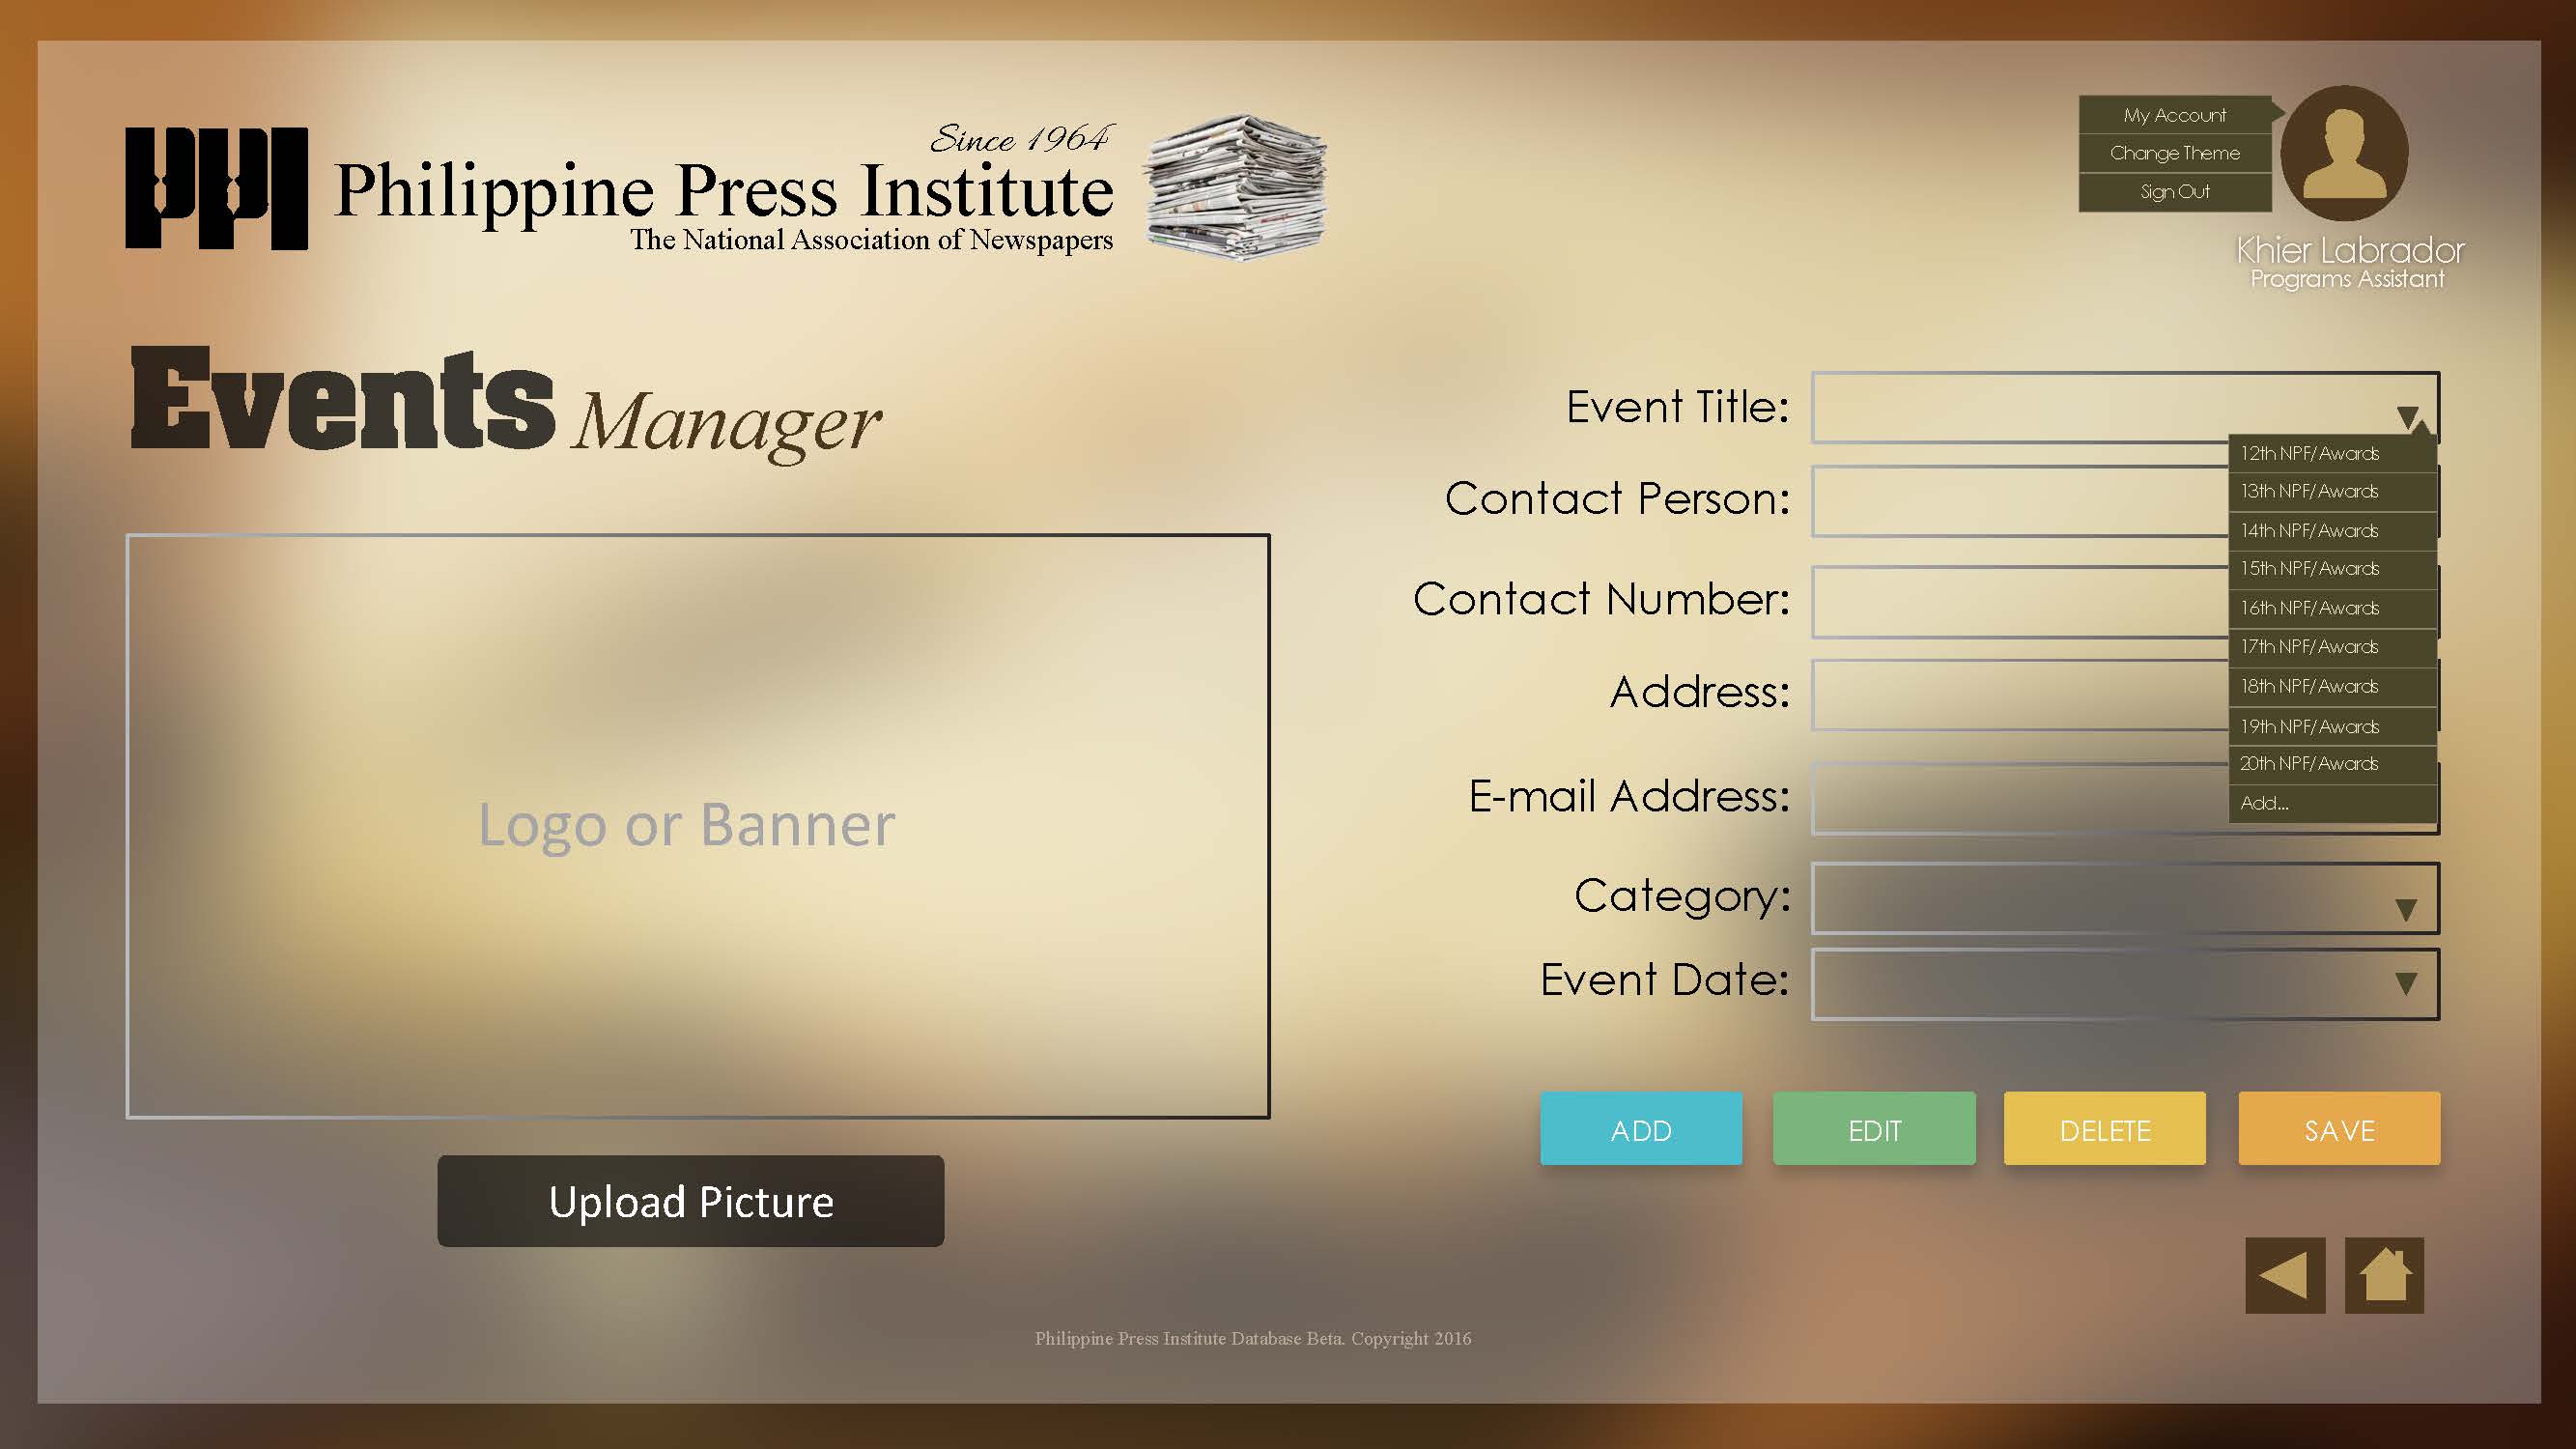 PPI
Since 1964
Philippine Press Institute
The National Association of Newspapers
My Account
Change Theme
Sign Out
Khier Labrador
Programs Assistant
Events Manager
Logo or Banner
Upload Picture
Event Title:
Contact Person:
Contact Number:
Address:
E-mail Address:
Category:
Event Date:
12th NPF/Awards
13th NPF/Awards
14th NPF/Awards
15th NPF/Awards
16th NPF/Awards
17th NPF/Awards
18th NPF/Awards
19th NPF/Awards
20th NPF/Awards
Add...
ADD
EDIT
DELETE
SAVE
Philippine Press Institute Database Beta. Copyright 2016